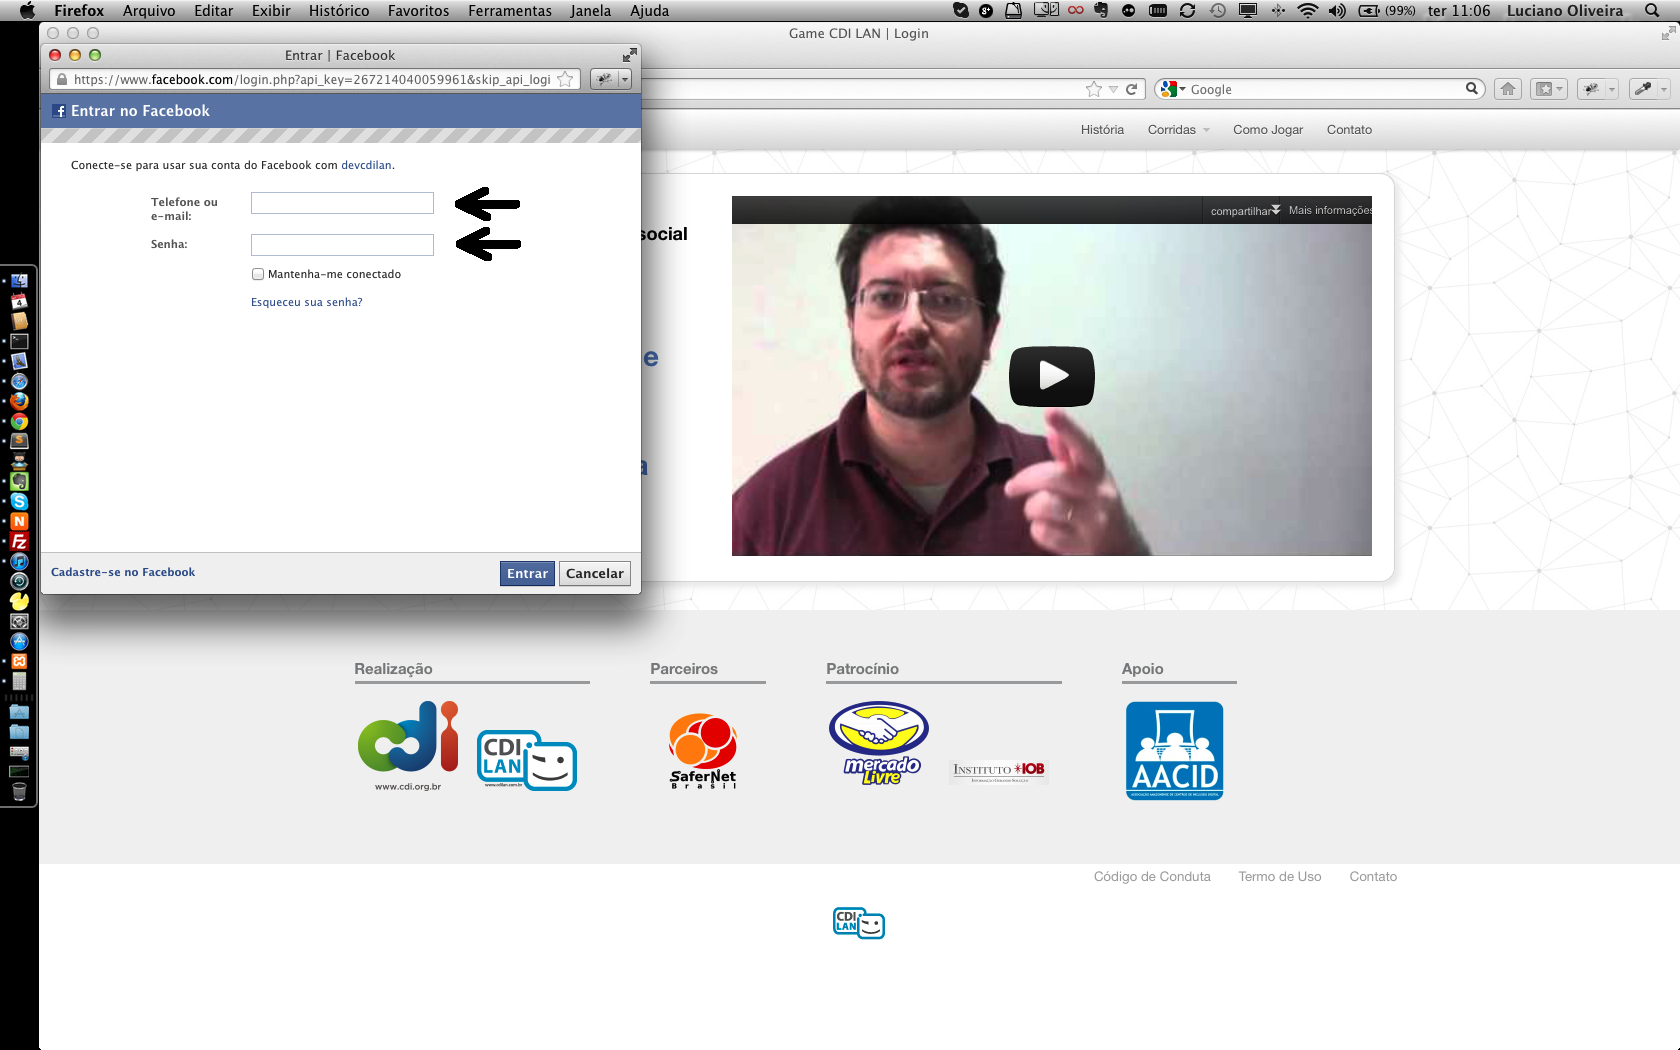 Firefox Arquivo Editar Exibir Histórico Favoritos Ferramentas Janela Ajuda (99%) ter 11:06 Luciano Oliveira
Game CDI LAN | Login
Entrar | Facebook
https://www.facebook.com/login.php?api_key=267214040059961&skip_api_logi
Google
Entrar no Facebook
História Corridas Como Jogar Contato
Conecte-se para usar sua conta do Facebook com devcdilan.
Telefone ou
e-mail:
Senha:
Mantenha-me conectado
Esqueceu sua senha?
Cadastre-se no Facebook
Entrar Cancelar
social
e
a
compartilhar Mais informações
Realização
Parceiros
Patrocínio
Apoio
cdi
www.cdi.org.br
CDI
LAN
www.cdilan.com.br
SaferNet
Brasil
mercado
Livre
INSTITUTO IOB
AACID
Código de Conduta Termo de Uso Contato
CDI
LAN